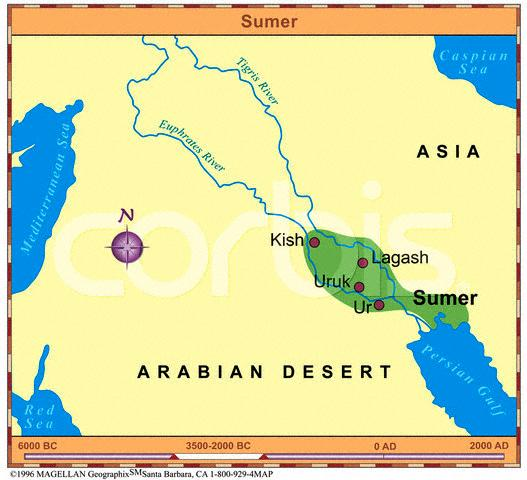 Sumer
Caspian
Sea
Tigris River
Mediterranean Sea
Euphrates River
ASIA
N
corbis.
Kish
Lagash
Uruk
Sumer
Ur
Persian Gulf
ARABIAN DESERT
Red
Sea
6000 BC 3500-2000 BC 0 AD 2000 AD
©1996 MAGELLAN Geographix SM Santa Barbara, CA 1-800-929-4MAP